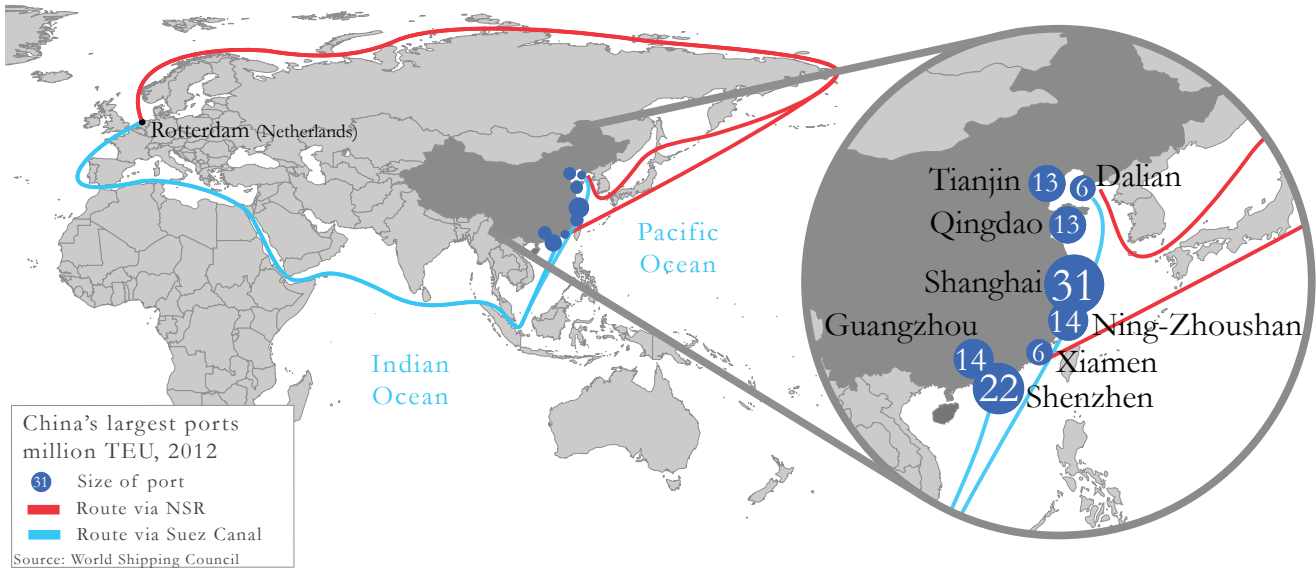 Rotterdam (Netherlands)
Pacific
Ocean
Indian
Ocean
Tianjin
13
6
Dalian
Qingdao
13
Shanghai
31
14
Ning-Zhoushan
Guangzhou
14
6
Xiamen
22
Shenzhen
China's largest ports
million TEU, 2012
31
Size of port
Route via NSR
Route via Suez Canal
Source: World Shipping Council